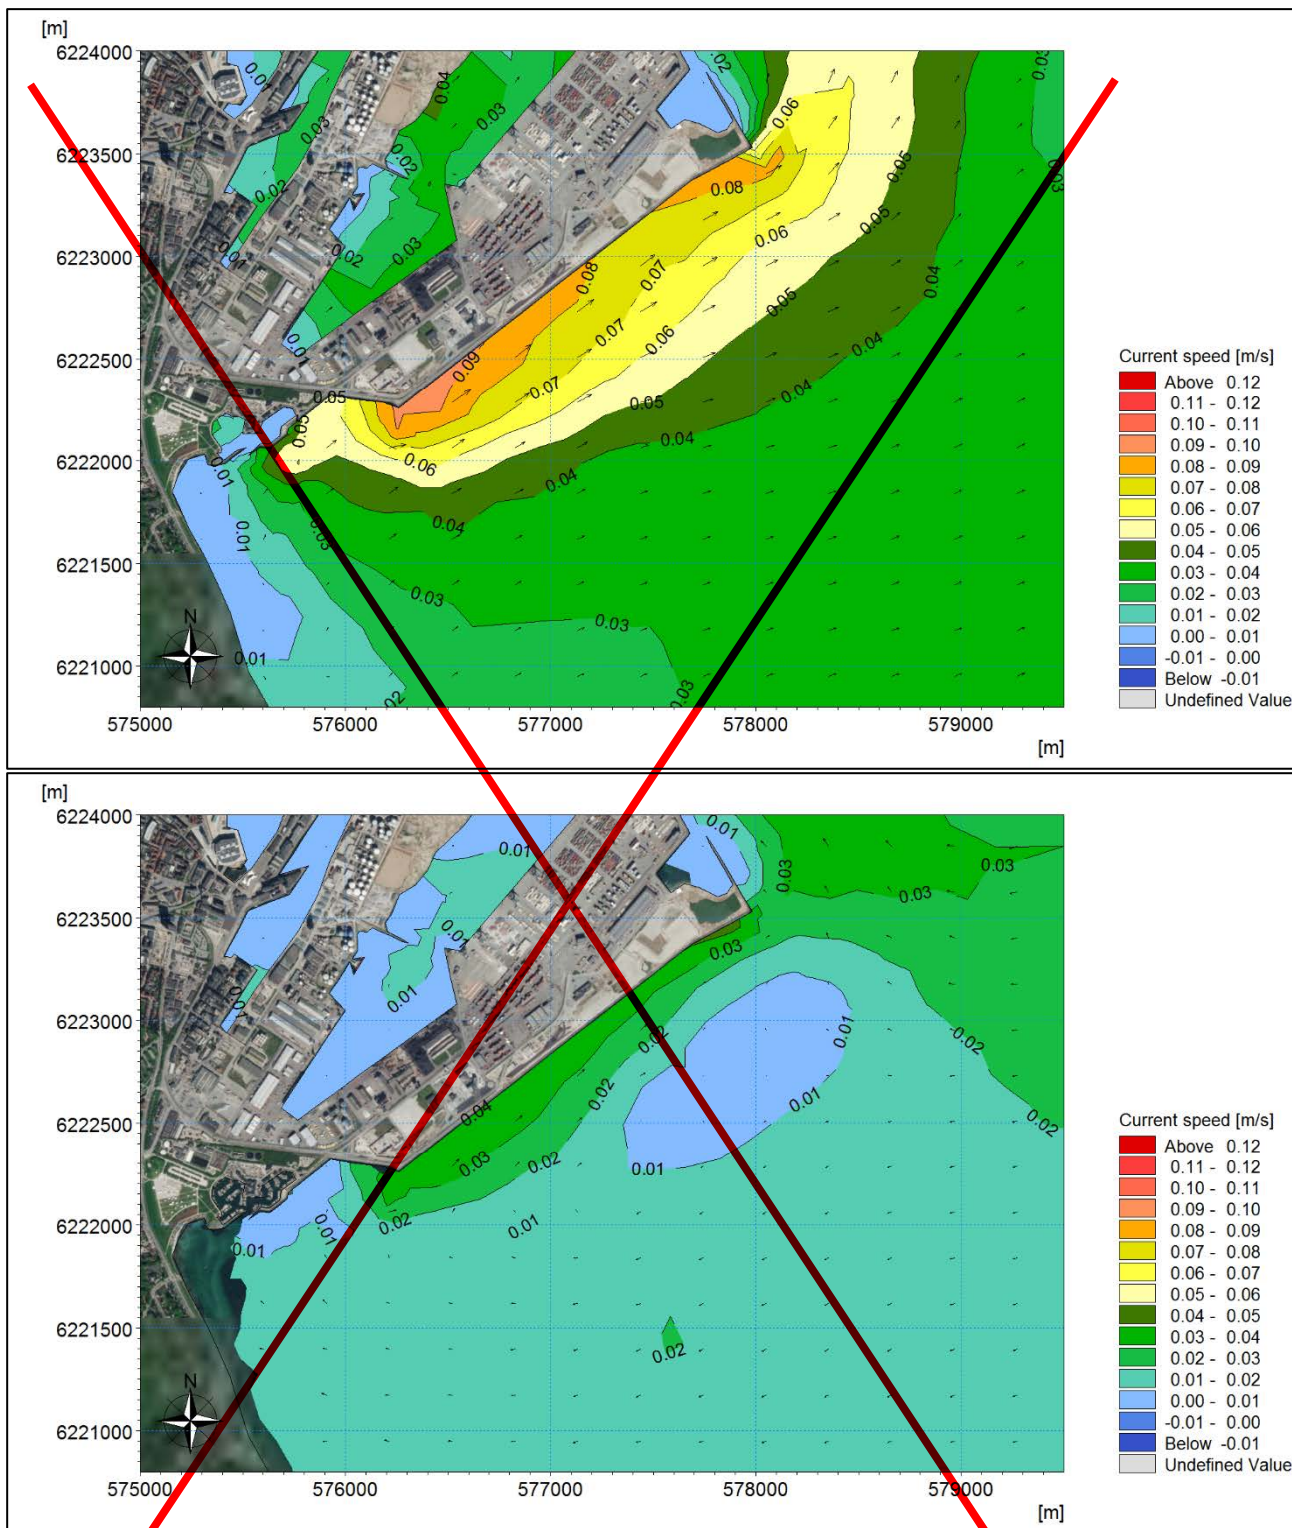 [m]
6224000
6223500
6223000
6222500
6222000
6221500
6221000
575000 576000 577000 578000 579000
[m]
N
0.01
0.02
0.03
0.04
0.05
0.06
0.07
0.08
0.09
Current speed [m/s]
Above 0.12
0.11 - 0.12
0.10 - 0.11
0.09 - 0.10
0.08 - 0.09
0.07 - 0.08
0.06 - 0.07
0.05 - 0.06
0.04 - 0.05
0.03 - 0.04
0.02 - 0.03
0.01 - 0.02
0.00 - 0.01
-0.01 - 0.00
Below -0.01
Undefined Value
[m]
6224000
6223500
6223000
6222500
6222000
6221500
6221000
575000 576000 577000 578000 579000
[m]
N
0.01
0.02
0.03
0.04
Current speed [m/s]
Above 0.12
0.11 - 0.12
0.10 - 0.11
0.09 - 0.10
0.08 - 0.09
0.07 - 0.08
0.06 - 0.07
0.05 - 0.06
0.04 - 0.05
0.03 - 0.04
0.02 - 0.03
0.01 - 0.02
0.00 - 0.01
-0.01 - 0.00
Below -0.01
Undefined Value